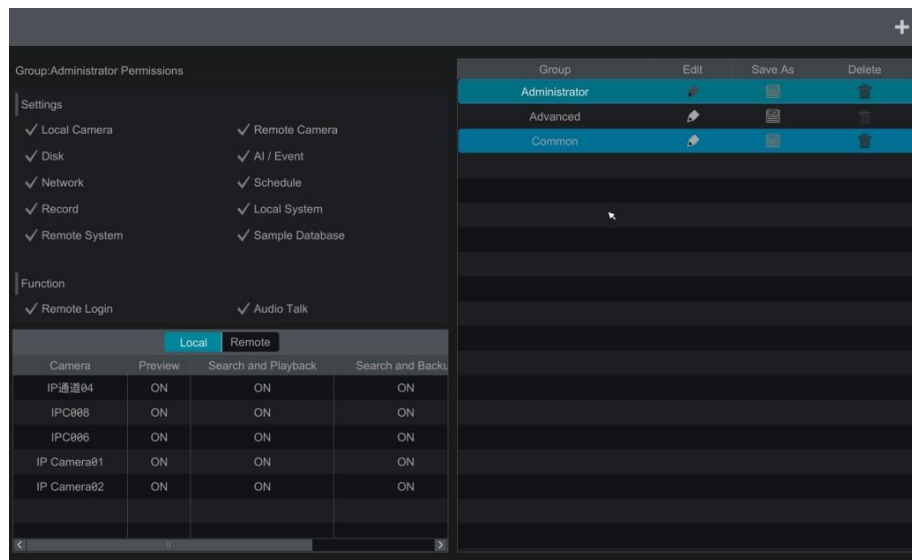 Group:Administrator Permissions
Settings
Local Camera Remote Camera
Disk AI / Event
Network Schedule
Record Local System
Remote System Sample Database
Function
Remote Login Audio Talk
Local Remote
Camera Preview Search and Playback Search and Backu
IP通道04 ON ON ON
IPC008 ON ON ON
IPC006 ON ON ON
IP Camera01 ON ON ON
IP Camera02 ON ON ON
Group Edit Save As Delete
Administrator
Advanced
Common